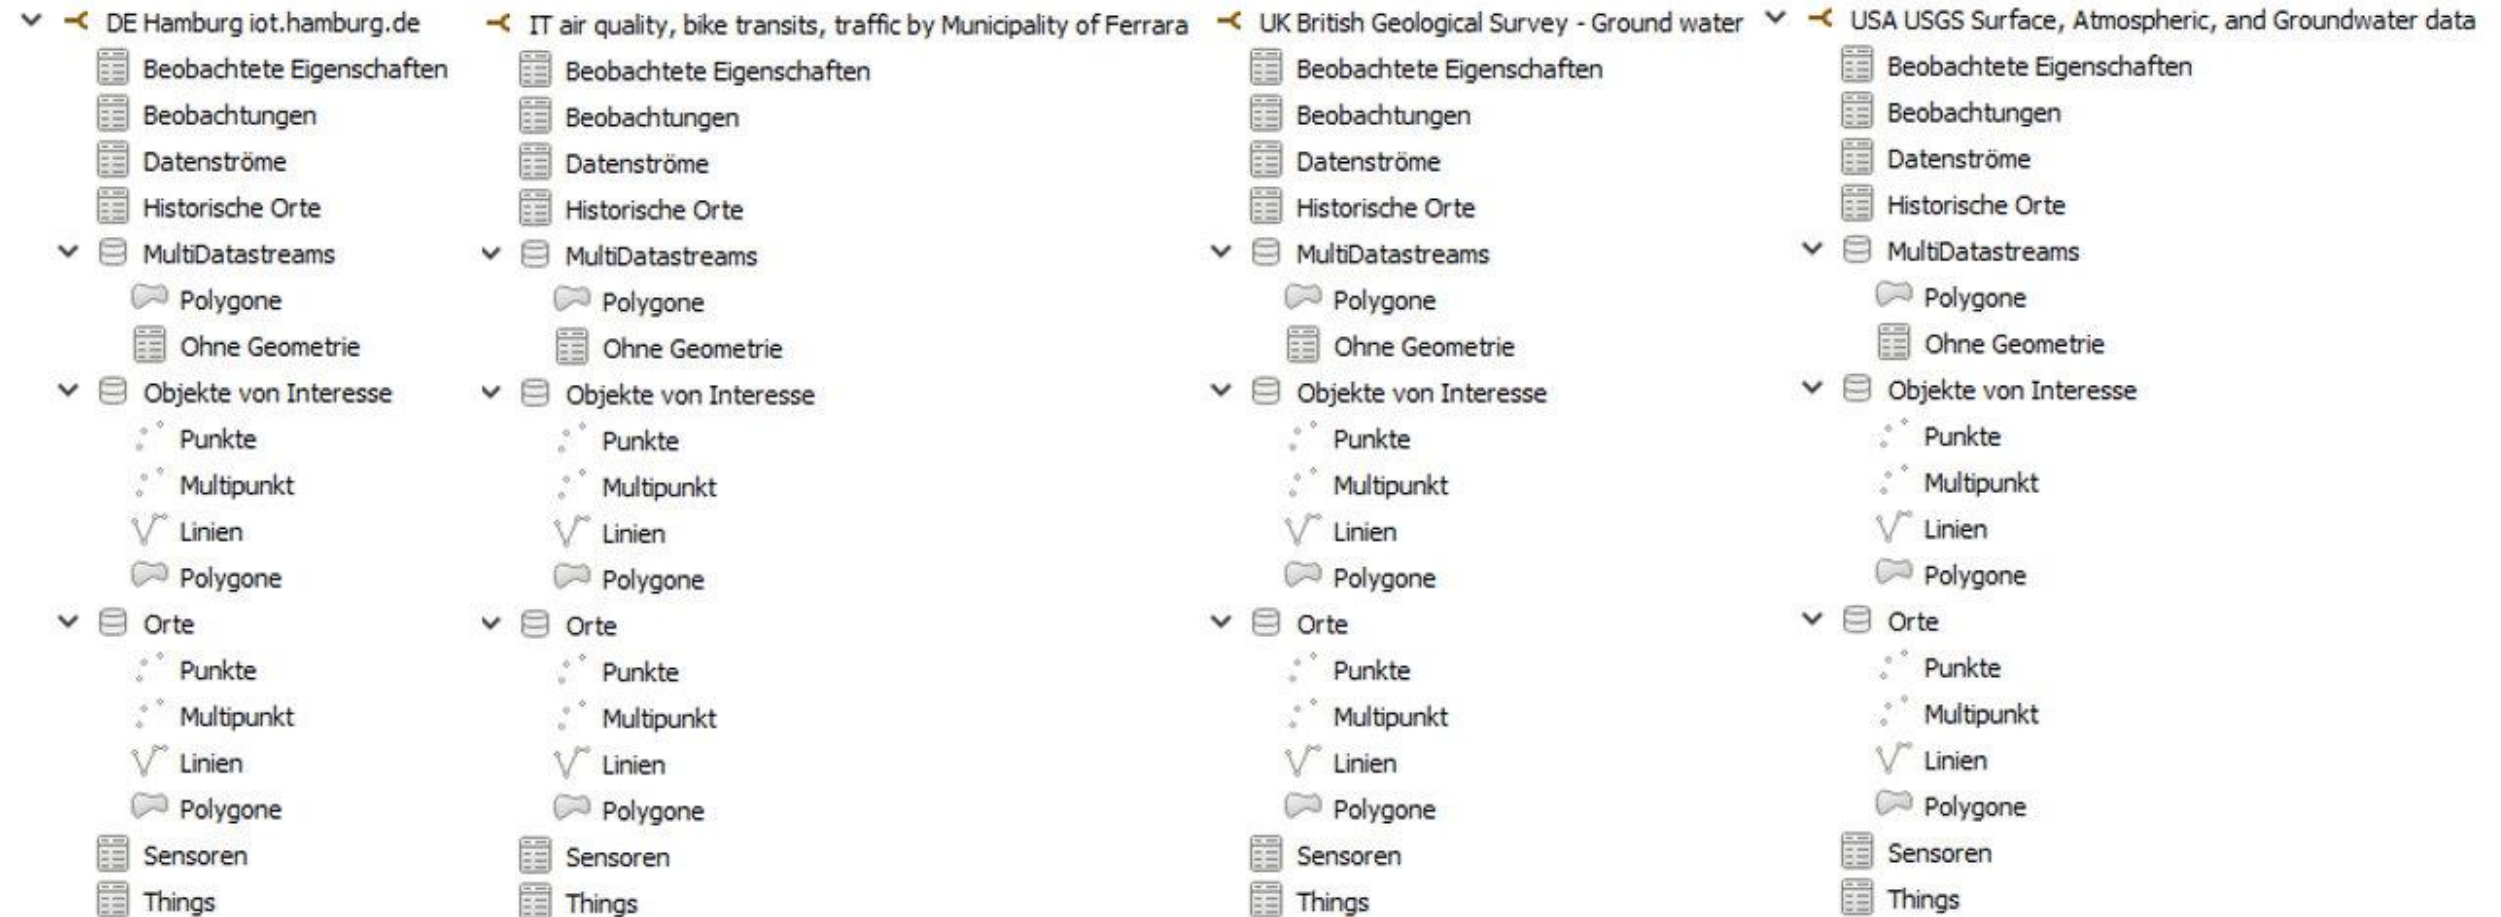 DE Hamburg iot.hamburg.de
Beobachtete Eigenschaften
Beobachtungen
Datenströme
Historische Orte
MultiDatastreams
Polygone
Ohne Geometrie
Objekte von Interesse
Punkte
Multipunkt
Linien
Polygone
Orte
Punkte
Multipunkt
Linien
Polygone
Sensoren
Things
IT air quality, bike transits, traffic by Municipality of Ferrara
Beobachtete Eigenschaften
Beobachtungen
Datenströme
Historische Orte
MultiDatastreams
Polygone
Ohne Geometrie
Objekte von Interesse
Punkte
Multipunkt
Linien
Polygone
Orte
Punkte
Multipunkt
Linien
Polygone
Sensoren
Things
UK British Geological Survey - Ground water
Beobachtete Eigenschaften
Beobachtungen
Datenströme
Historische Orte
MultiDatastreams
Polygone
Ohne Geometrie
Objekte von Interesse
Punkte
Multipunkt
Linien
Polygone
Orte
Punkte
Multipunkt
Linien
Polygone
Sensoren
Things
USA USGS Surface, Atmospheric, and Groundwater data
Beobachtete Eigenschaften
Beobachtungen
Datenströme
Historische Orte
MultiDatastreams
Polygone
Ohne Geometrie
Objekte von Interesse
Punkte
Multipunkt
Linien
Polygone
Orte
Punkte
Multipunkt
Linien
Polygone
Sensoren
Things